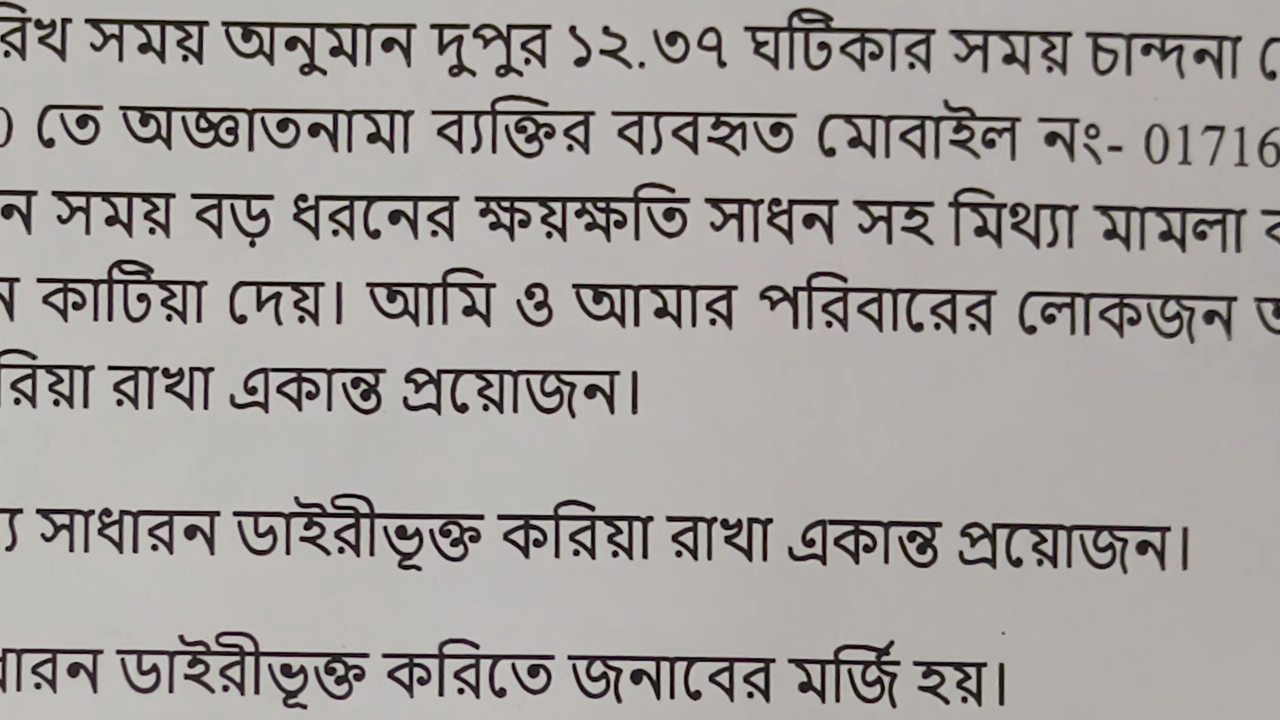 রিখ সময় অনুমান দুপুর ১২.৩৭ ঘটিকার সময় চান্দনা
তে অজ্ঞাতনামা ব্যক্তির ব্যবহৃত মোবাইল নং- 01716
ন সময় বড় ধরনের ক্ষয়ক্ষতি সাধন সহ মিথ্যা মামলা
কাটিয়া দেয়। আমি ও আমার পরিবারের লোকজন
রিয়া রাখা একান্ত প্রয়োজন।
সাধারন ডাইরীভূক্ত করিয়া রাখা একান্ত প্রয়োজন।
ারন ডাইরীভূক্ত করিতে জনাবের মর্জি হয়।